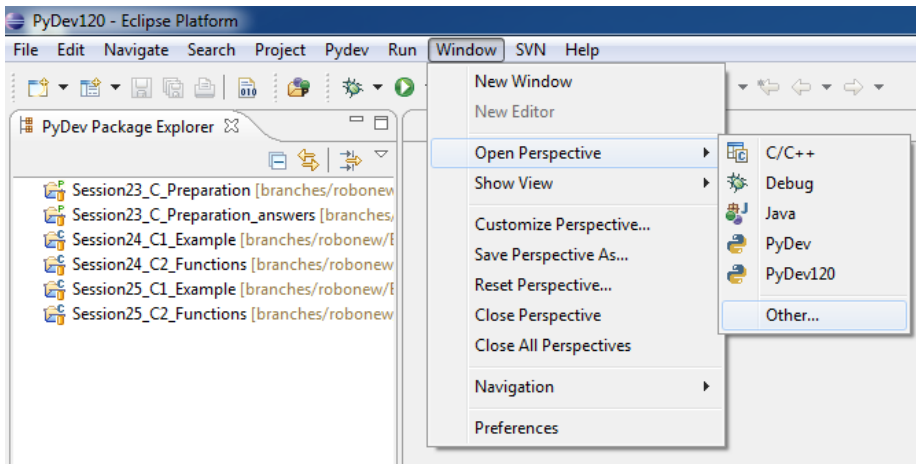 PyDev120 - Eclipse Platform
File Edit Navigate Search Project Pydev Run Window SVN Help
010
PyDev Package Explorer
Session23_C_Preparation [branches/robonew
Session23_C_Preparation_answers [branches/
Session24_C1_Example [branches/robonew/E
Session24_C2_Functions [branches/robonew
Session25_C1_Example [branches/robonew/E
Session25_C2_Functions [branches/robonew
New Window
New Editor
Open Perspective
Show View
Customize Perspective...
Save Perspective As...
Reset Perspective...
Close Perspective
Close All Perspectives
Navigation
Preferences
C/C++
Debug
Java
PyDev
PyDev120
Other...